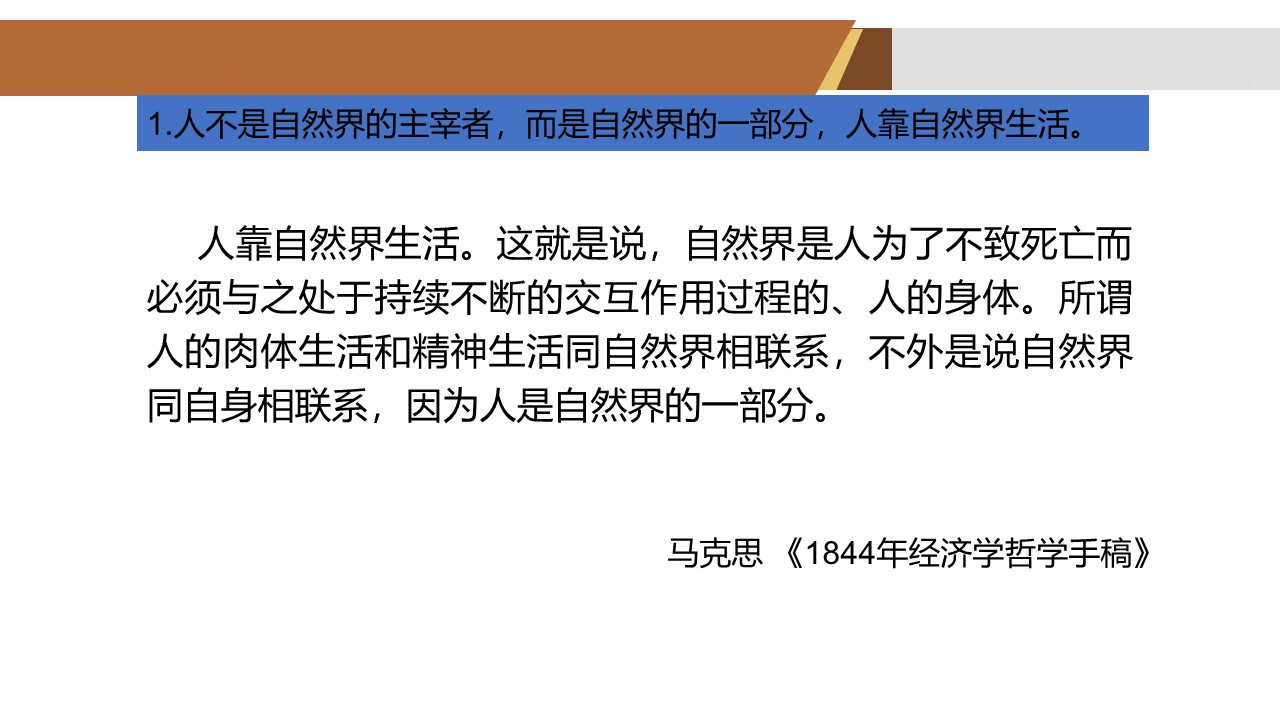 1.人不是自然界的主宰者，而是自然界的一部分，人靠自然界生活。
人靠自然界生活。这就是说，自然界是人为了不致死亡而
必须与之处于持续不断的交互作用过程的、人的身体。所谓
人的肉体生活和精神生活同自然界相联系，不外是说自然界
同自身相联系，因为人是自然界的一部分。
马克思 《1844年经济学哲学手稿》